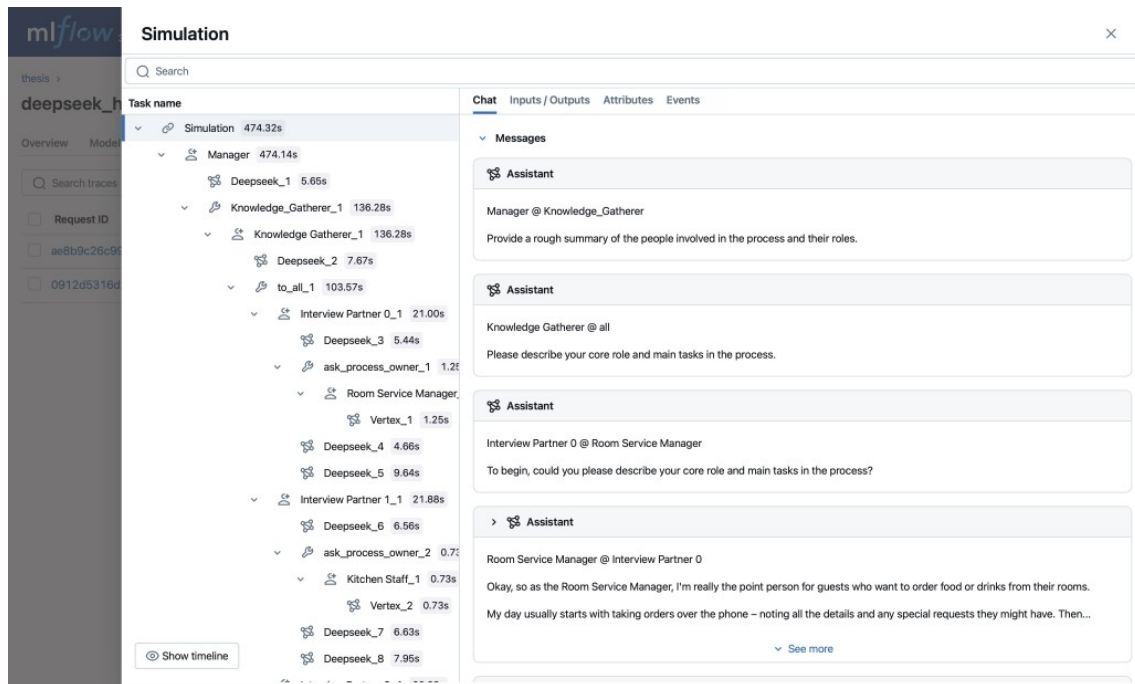 mlflow
Simulation
thesis
deepseek_h
Overview Model
Search traces
Request ID
ae8b9c26c99
0912d5316d
Search
Task name
Simulation 474.32s
Manager 474.14s
Deepseek_1 5.65s
Knowledge_Gatherer_1 136.28s
Knowledge Gatherer_1 136.28s
Deepseek_2 7.67s
to_all_1 103.57s
Interview Partner 0_1 21.00s
Deepseek_3 5.44s
ask_process_owner_1 1.25
Room Service Manager_
Vertex_1 1.25s
Deepseek_4 4.66s
Deepseek_5 9.64s
Interview Partner 1_1 21.88s
Deepseek_6 6.56s
ask_process_owner_2 0.73
Kitchen Staff_1 0.73s
Vertex_2 0.73s
Deepseek_7 6.63s
Deepseek_8 7.95s
Show timeline
Chat Inputs / Outputs Attributes Events
Messages
Assistant
Manager @ Knowledge_Gatherer
Provide a rough summary of the people involved in the process and their roles.
Assistant
Knowledge Gatherer @ all
Please describe your core role and main tasks in the process.
Assistant
Interview Partner 0 @ Room Service Manager
To begin, could you please describe your core role and main tasks in the process?
Assistant
Room Service Manager @ Interview Partner 0
Okay, so as the Room Service Manager, I'm really the point person for guests who want to order food or drinks from their rooms.
My day usually starts with taking orders over the phone – noting all the details and any special requests they might have. Then...
See more